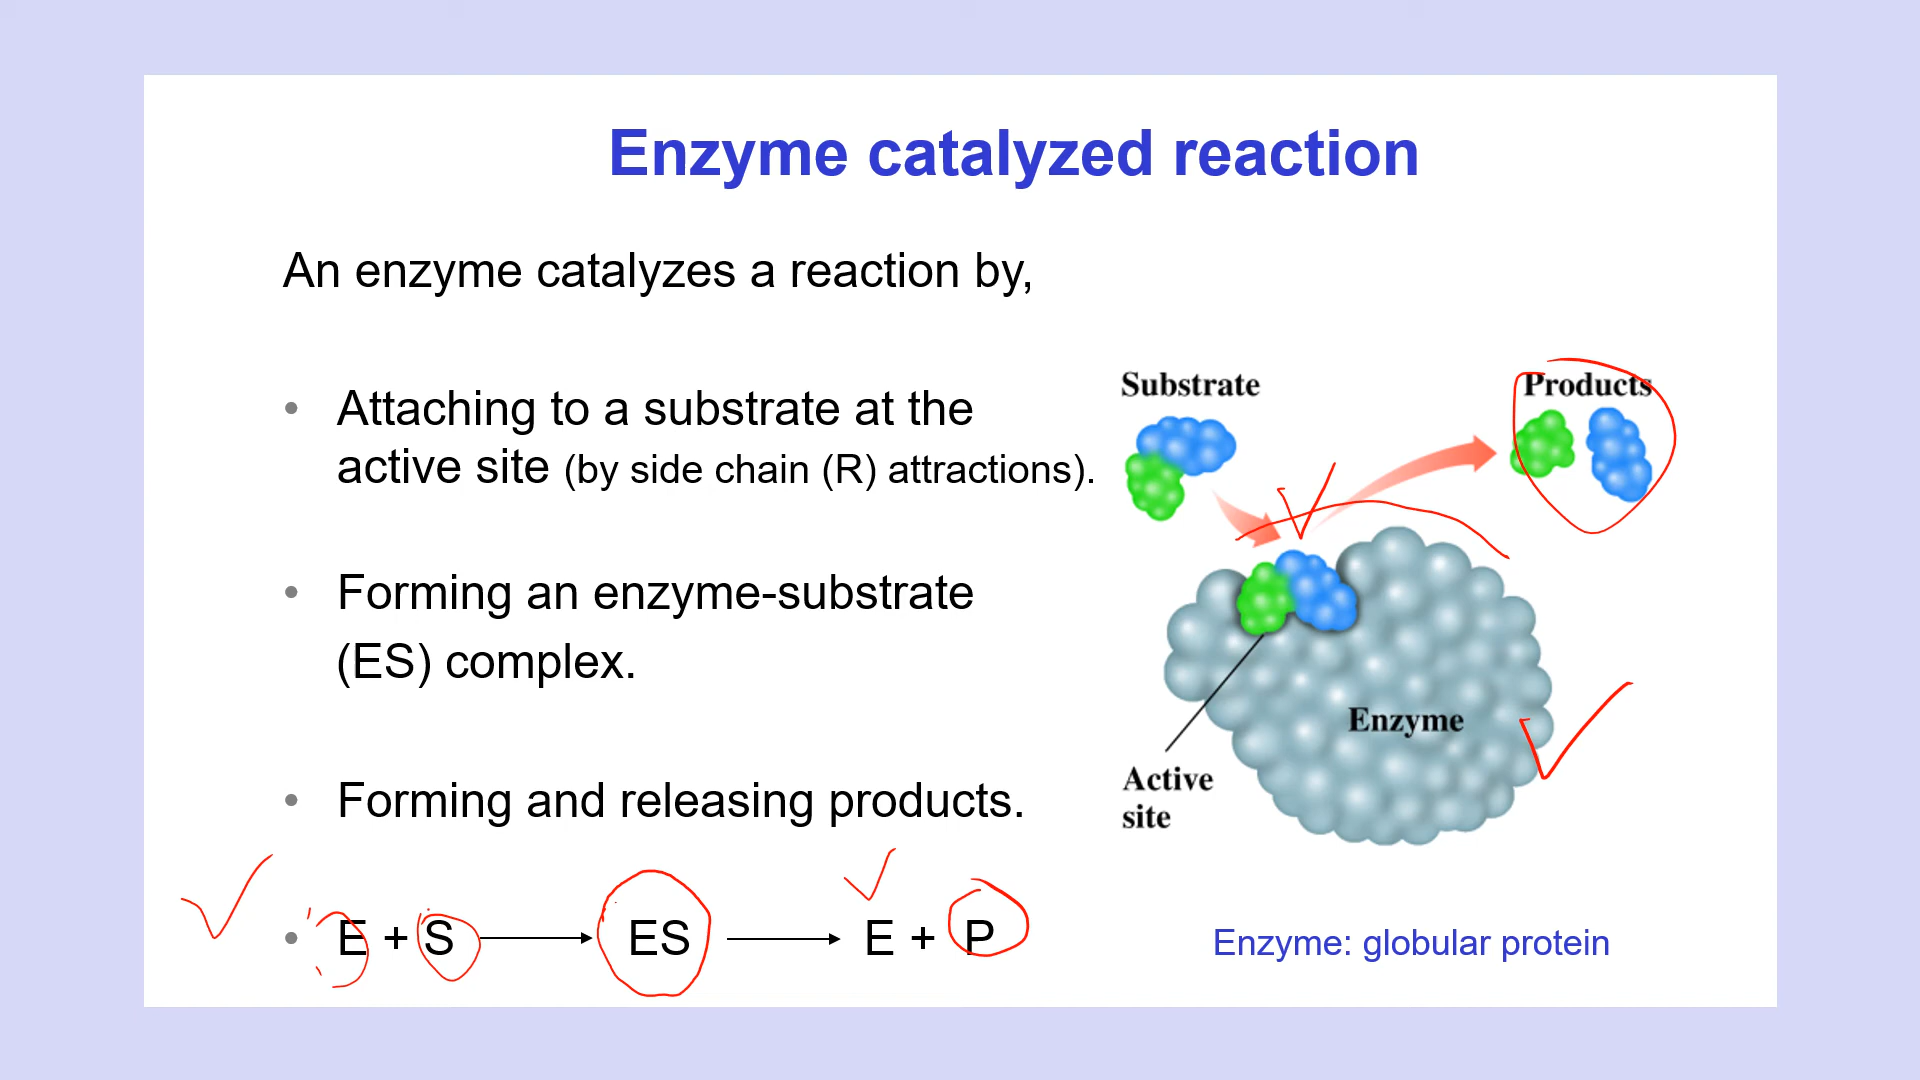 Enzyme catalyzed reaction
An enzyme catalyzes a reaction by,
• Attaching to a substrate at the
active site (by side chain (R) attractions).
• Forming an enzyme-substrate
(ES) complex.
• Forming and releasing products.
• E + S ⟶ ES ⟶ E + P
Substrate
Products
Enzyme
Active
site
Enzyme: globular protein